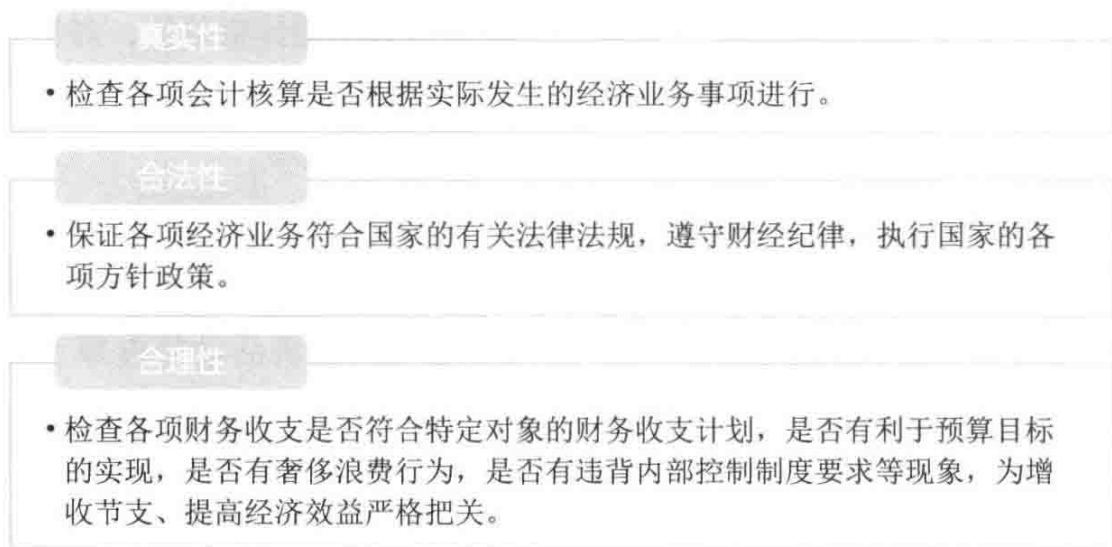 真实性
•检查各项会计核算是否根据实际发生的经济业务事项进行。
合法性
•保证各项经济业务符合国家的有关法律法规，遵守财经纪律，执行国家的各
项方针政策。
合理性
•检查各项财务收支是否符合特定对象的财务收支计划，是否有利于预算目标
的实现，是否有奢侈浪费行为，是否有违背内部控制制度要求等现象，为增
收节支、提高经济效益严格把关。